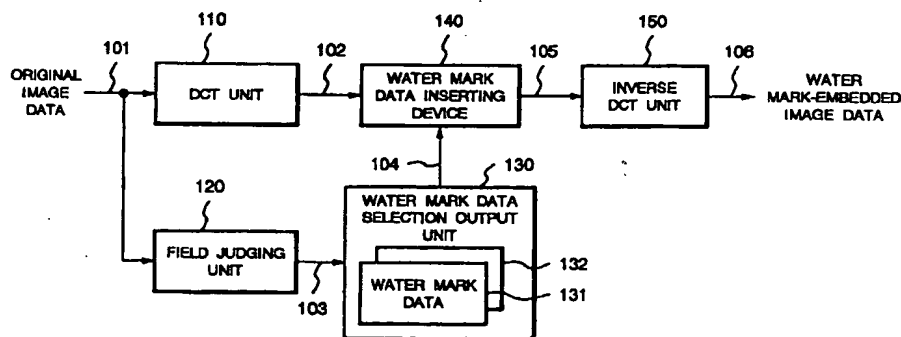 110
140
150
101
102
105
106
ORIGINAL
IMAGE
DATA
DCT UNIT
WATER MARK
DATA INSERTING
DEVICE
INVERSE
DCT UNIT
WATER
MARK-EMBEDDED
IMAGE DATA
104
130
120
FIELD JUDGING
UNIT
103
WATER MARK DATA
SELECTION OUTPUT
UNIT
WATER MARK
DATA
132
131